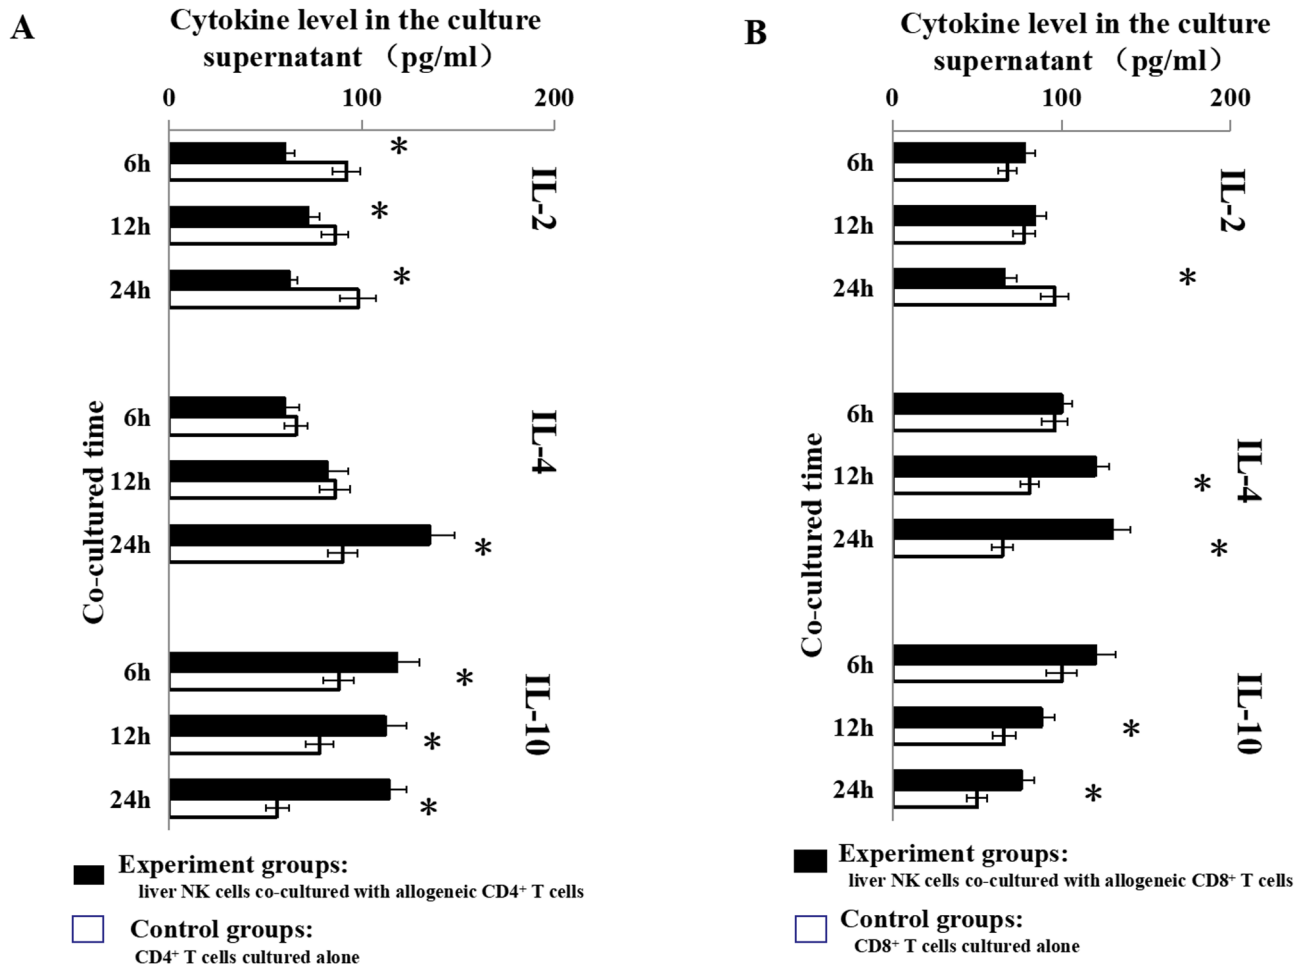 A
Cytokine level in the culture
supernatant （pg/ml）
0 100 200
6h *
12h *
24h *
IL-2
6h
12h
24h *
IL-4
6h *
12h *
24h *
IL-10
Co-cultured time
Experiment groups:
liver NK cells co-cultured with allogeneic CD4⁺ T cells
Control groups:
CD4⁺ T cells cultured alone
B
Cytokine level in the culture
supernatant （pg/ml）
0 100 200
6h
12h
24h *
IL-2
6h
12h *
24h *
IL-4
6h
12h *
24h *
IL-10
Co-cultured time
Experiment groups:
liver NK cells co-cultured with allogeneic CD8⁺ T cells
Control groups:
CD8⁺ T cells cultured alone